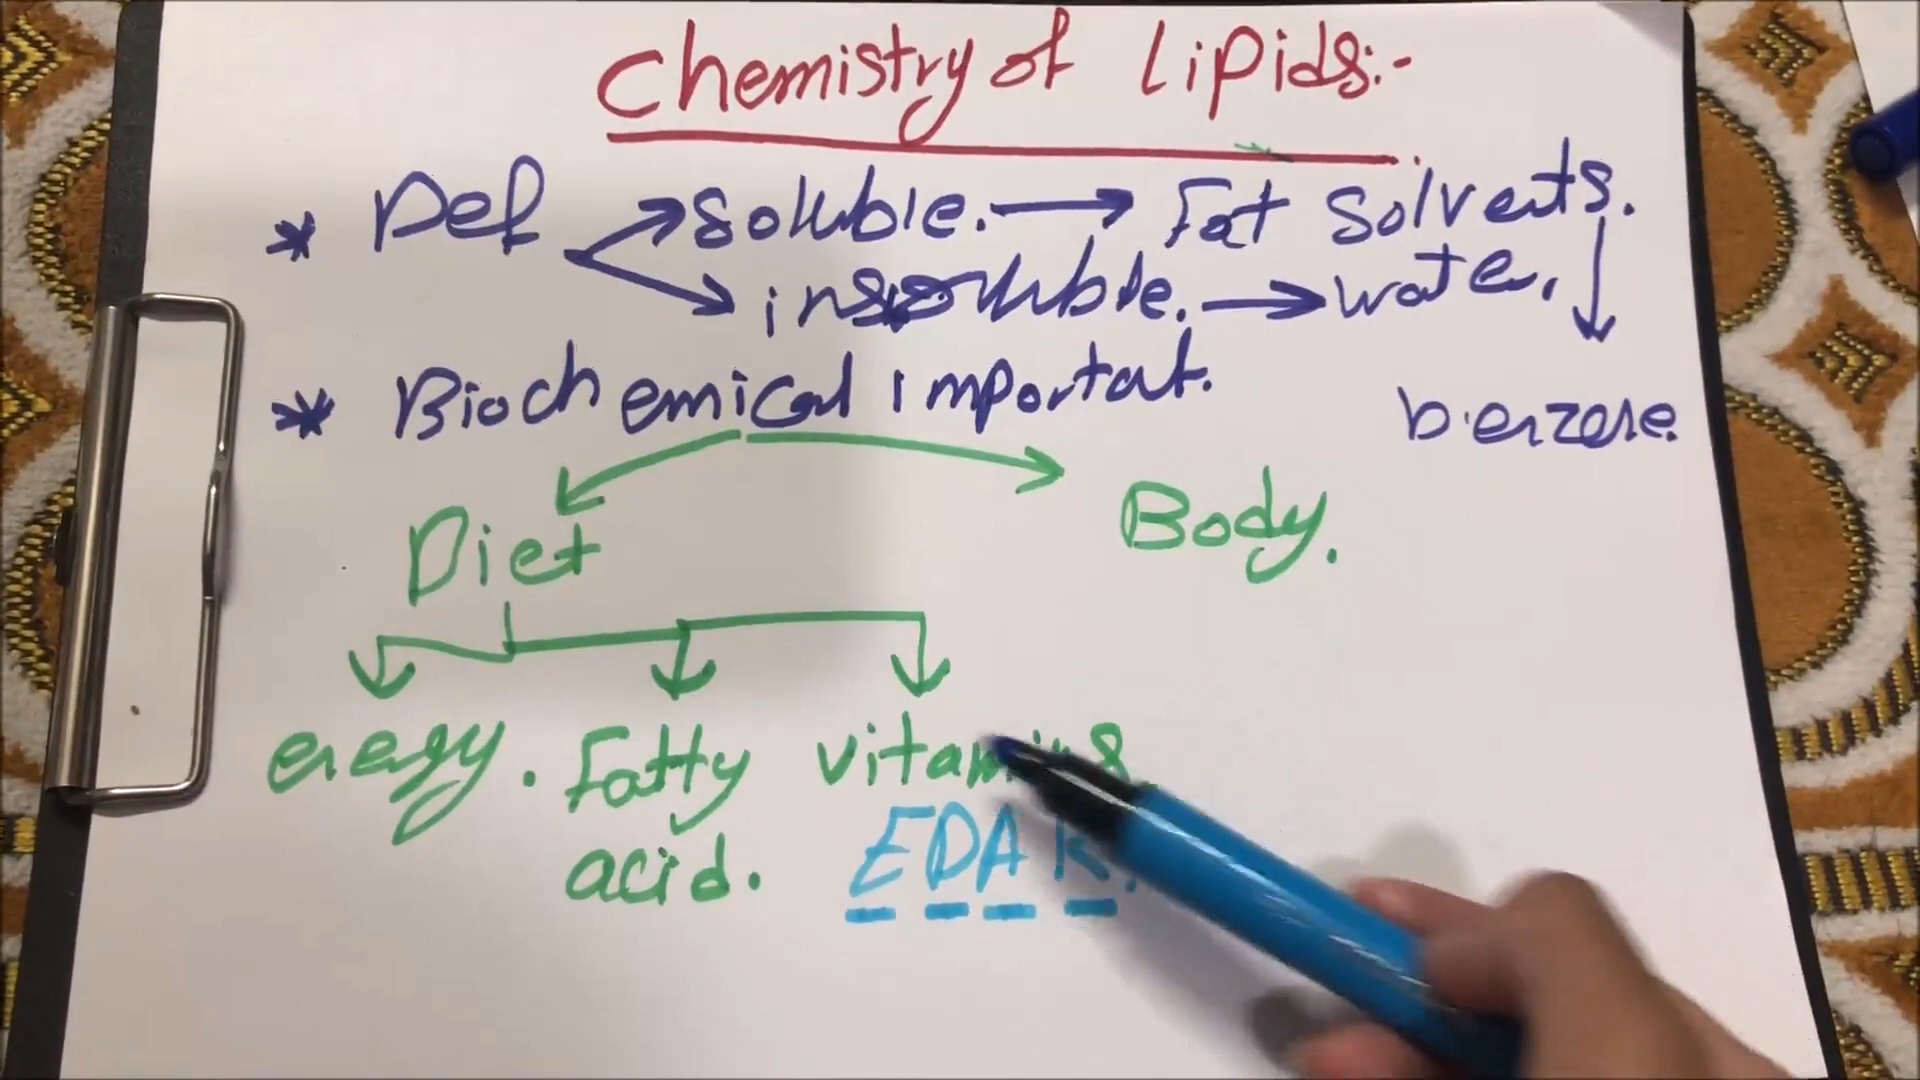 Chemistry of Lipids:-
* Def soluble. → Fat Solvents.
insoluble. → water.
* Biochemical importat. benzene.
Diet Body.
energy. Fatty vitamins
acid. EDAK.